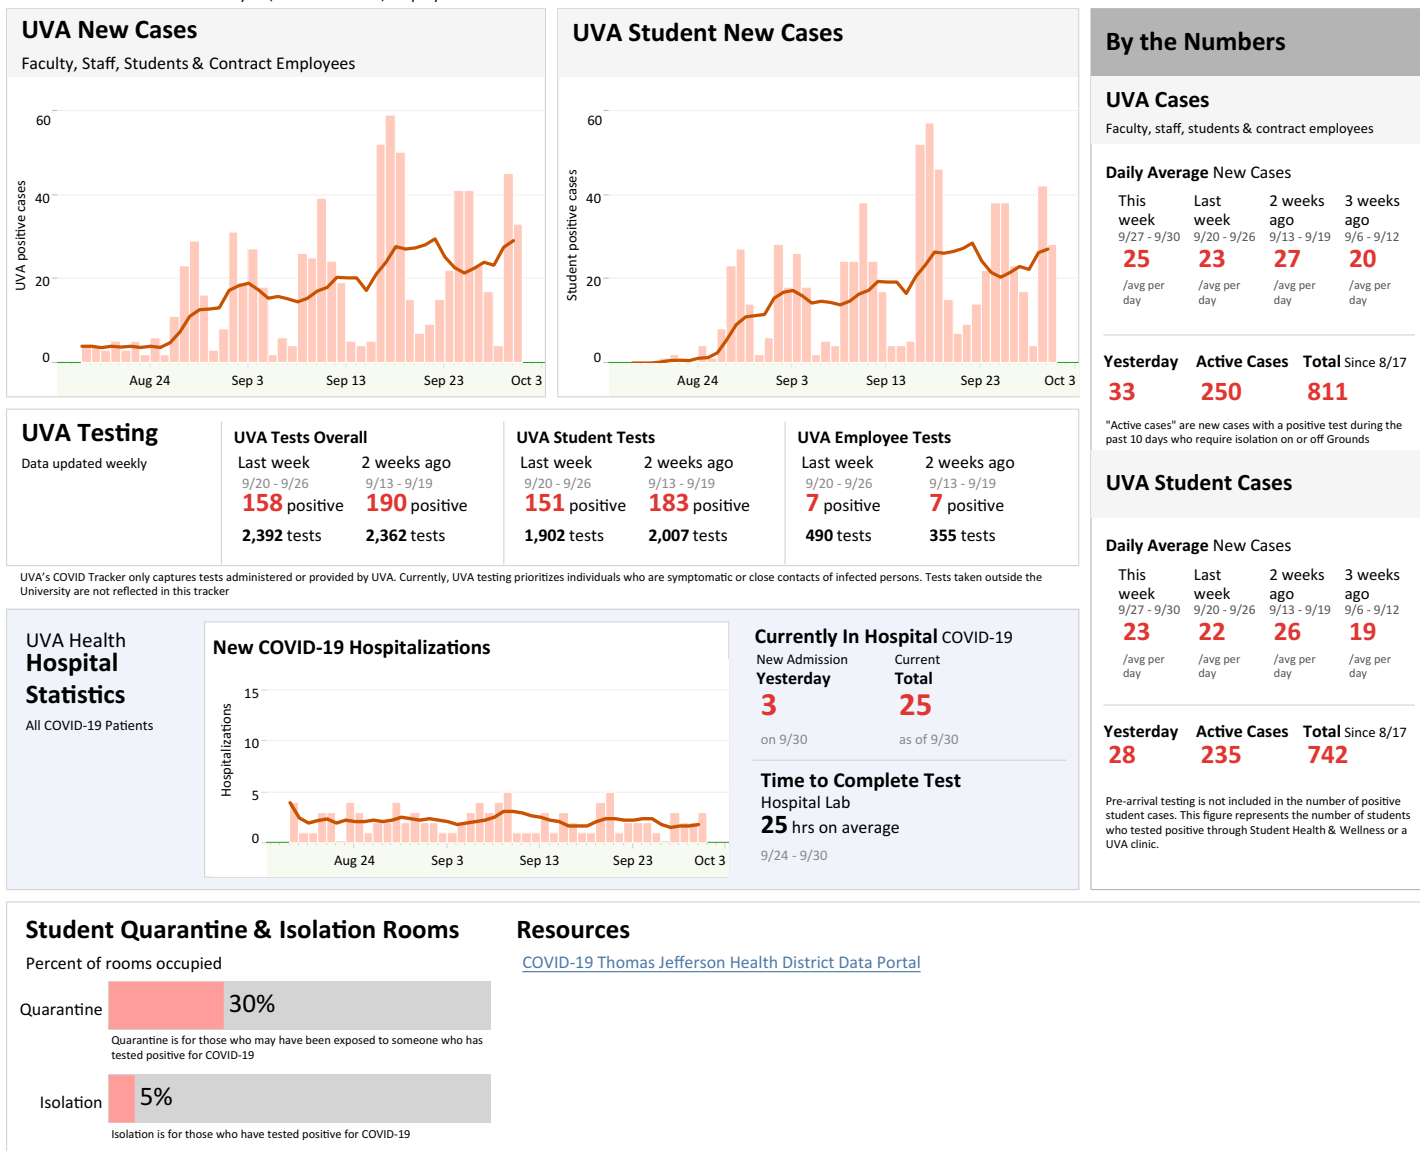 UVA New Cases
Faculty, Staff, Students & Contract Employees
60
40
20
0
UVA positive cases
Aug 24 Sep 3 Sep 13 Sep 23 Oct 3
UVA Student New Cases
60
40
20
0
Student positive cases
Aug 24 Sep 3 Sep 13 Sep 23 Oct 3
By the Numbers
UVA Cases
Faculty, staff, students & contract employees
Daily Average New Cases
This week Last week 2 weeks ago 3 weeks ago
9/27 - 9/30 9/20 - 9/26 9/13 - 9/19 9/6 - 9/12
25 23 27 20
/avg per day /avg per day /avg per day /avg per day
Yesterday Active Cases Total Since 8/17
33 250 811
"Active cases" are new cases with a positive test during the
past 10 days who require isolation on or off Grounds
UVA Student Cases
Daily Average New Cases
This week Last week 2 weeks ago 3 weeks ago
9/27 - 9/30 9/20 - 9/26 9/13 - 9/19 9/6 - 9/12
23 22 26 19
/avg per day /avg per day /avg per day /avg per day
Yesterday Active Cases Total Since 8/17
28 235 742
Pre-arrival testing is not included in the number of positive
student cases. This figure represents the number of students
who tested positive through Student Health & Wellness or a
UVA clinic.
UVA Testing
Data updated weekly
UVA Tests Overall
Last week 2 weeks ago
9/20 - 9/26 9/13 - 9/19
158 positive 190 positive
2,392 tests 2,362 tests
UVA Student Tests
Last week 2 weeks ago
9/20 - 9/26 9/13 - 9/19
151 positive 183 positive
1,902 tests 2,007 tests
UVA Employee Tests
Last week 2 weeks ago
9/20 - 9/26 9/13 - 9/19
7 positive 7 positive
490 tests 355 tests
UVA's COVID Tracker only captures tests administered or provided by UVA. Currently, UVA testing prioritizes individuals who are symptomatic or close contacts of infected persons. Tests taken outside the
University are not reflected in this tracker
UVA Health
Hospital
Statistics
All COVID-19 Patients
New COVID-19 Hospitalizations
15
10
5
0
Hospitalizations
Aug 24 Sep 3 Sep 13 Sep 23 Oct 3
Currently In Hospital COVID-19
New Admission Current
Yesterday Total
3 25
on 9/30 as of 9/30
Time to Complete Test
Hospital Lab
25 hrs on average
9/24 - 9/30
Student Quarantine & Isolation Rooms
Percent of rooms occupied
Quarantine 30%
Quarantine is for those who may have been exposed to someone who has
tested positive for COVID-19
Isolation 5%
Isolation is for those who have tested positive for COVID-19
Resources
COVID-19 Thomas Jefferson Health District Data Portal